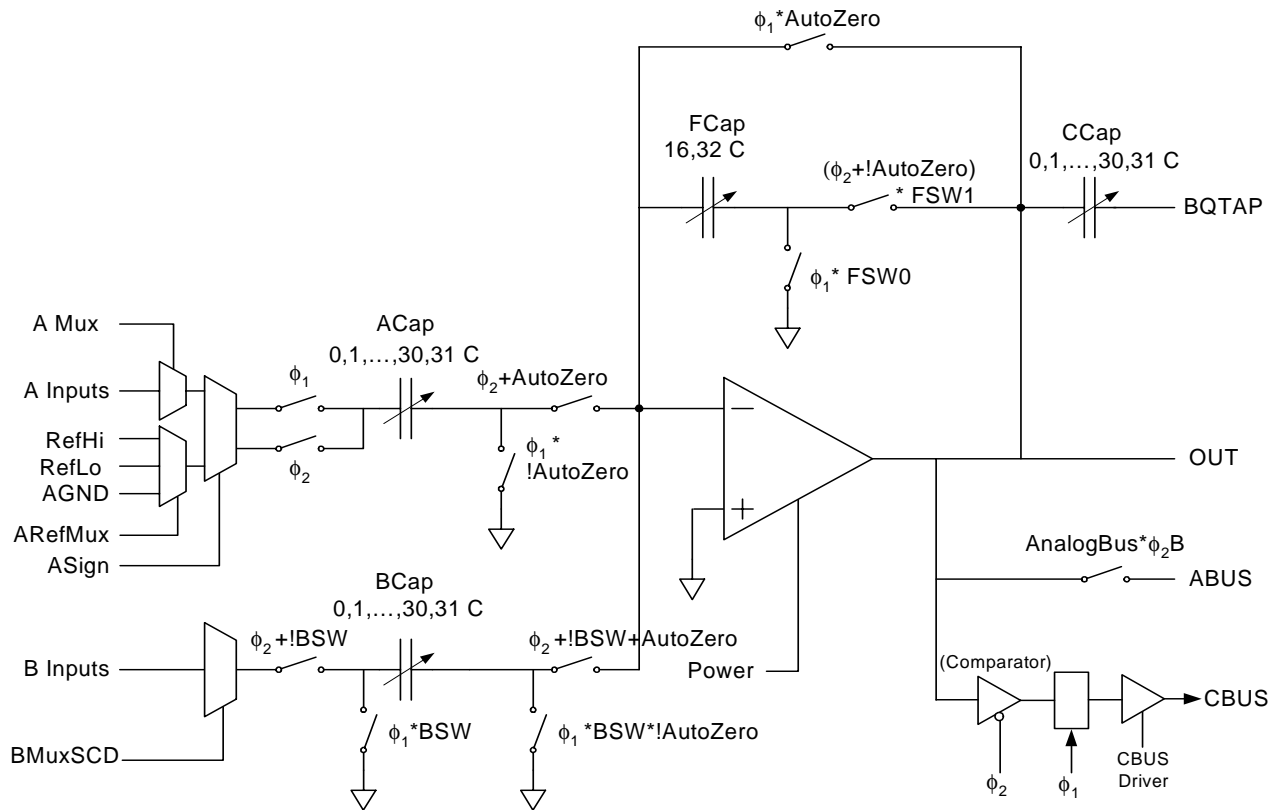 ϕ1*AutoZero
FCap
16,32 C
CCap
0,1,…,30,31 C
(ϕ2+!AutoZero)
* FSW1
BQTAP
ϕ1* FSW0
A Mux
ACap
0,1,…,30,31 C
A Inputs
ϕ1
ϕ2+AutoZero
RefHi
RefLo
AGND
ϕ2
ϕ1*
!AutoZero
ARefMux
ASign
OUT
AnalogBus*ϕ2B
ABUS
BCap
0,1,…,30,31 C
ϕ2+!BSW
ϕ2+!BSW+AutoZero
B Inputs
Power
(Comparator)
CBUS
ϕ1*BSW
ϕ1*BSW*!AutoZero
BMuxSCD
ϕ2
ϕ1
CBUS
Driver